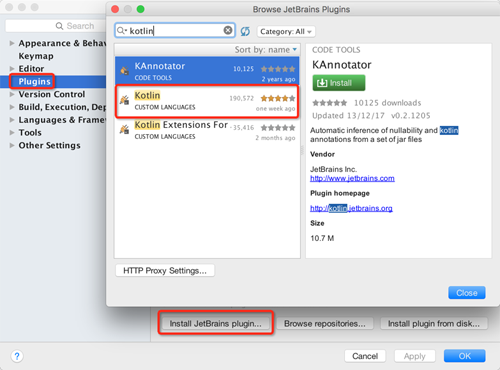 Browse JetBrains Plugins
Appearance & Behav
Keymap
Editor
Plugins
Version Control
Build, Execution, Dep
Languages & Framew
Tools
Other Settings
kotlin
Category: All
Sort by: name
KAnnotator 10,125
CODE TOOLS 2 years ago
Kotlin 190,572
CUSTOM LANGUAGES one week ago
Kotlin Extensions For 35,416
CUSTOM LANGUAGES 2 months ago
CODE TOOLS
KAnnotator
Install
10125 downloads
Updated 13/12/17 v0.2.1205
Automatic inference of nullability and kotlin
annotations from a set of jar files
Vendor
JetBrains Inc.
http://www.jetbrains.com
Plugin homepage
http://kotlin.jetbrains.org
Size
10.7 M
HTTP Proxy Settings...
Close
Install JetBrains plugin...
Browse repositories...
Install plugin from disk...
?
Cancel
Apply
OK